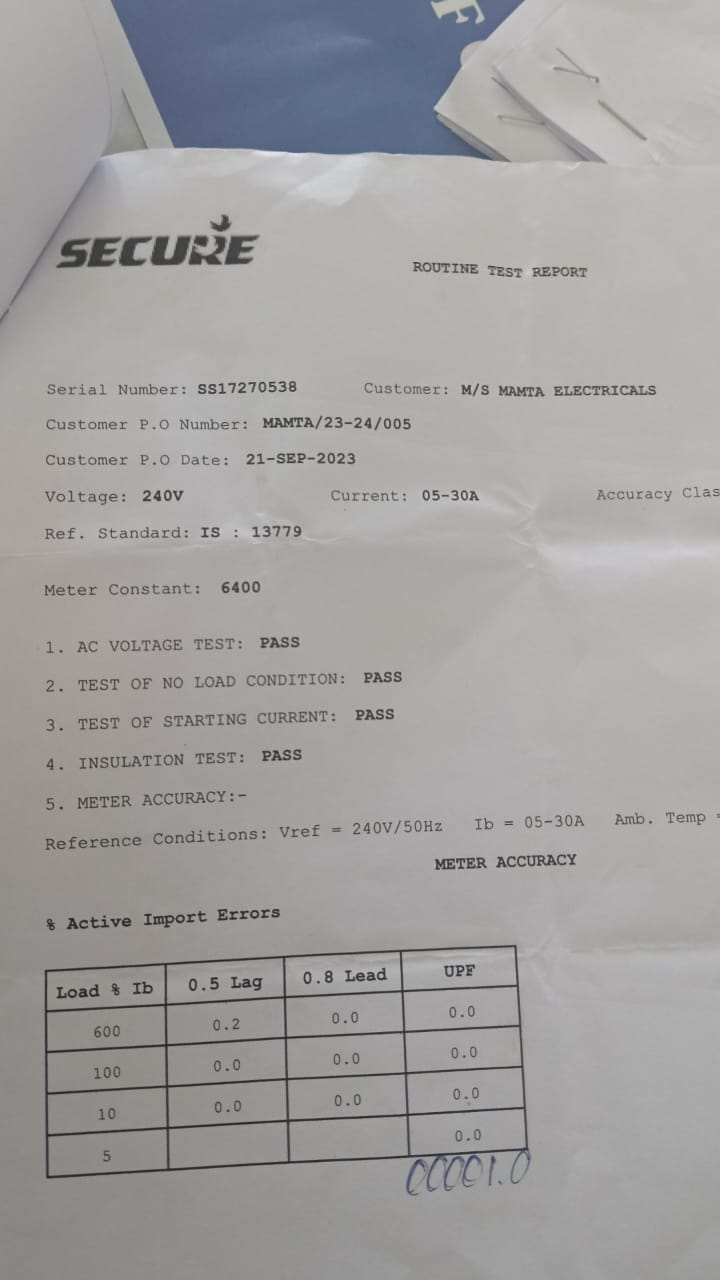 F
SECURE
ROUTINE TEST REPORT
Serial Number: SS17270538 Customer: M/S MAMTA ELECTRICALS
Customer P.O Number: MAMTA/23-24/005
Customer P.O Date: 21-SEP-2023
Voltage: 240V Current: 05-30A Accuracy Clas
Ref. Standard: IS : 13779
Meter Constant: 6400
1. AC VOLTAGE TEST: PASS
2. TEST OF NO LOAD CONDITION: PASS
3. TEST OF STARTING CURRENT: PASS
4. INSULATION TEST: PASS
5. METER ACCURACY:-
Reference Conditions: Vref = 240V/50Hz Ib = 05-30A Amb. Temp =
METER ACCURACY
% Active Import Errors
Load % Ib 0.5 Lag 0.8 Lead UPF
600 0.2 0.0 0.0
100 0.0 0.0 0.0
10 0.0 0.0 0.0
5 0.0
00001.0